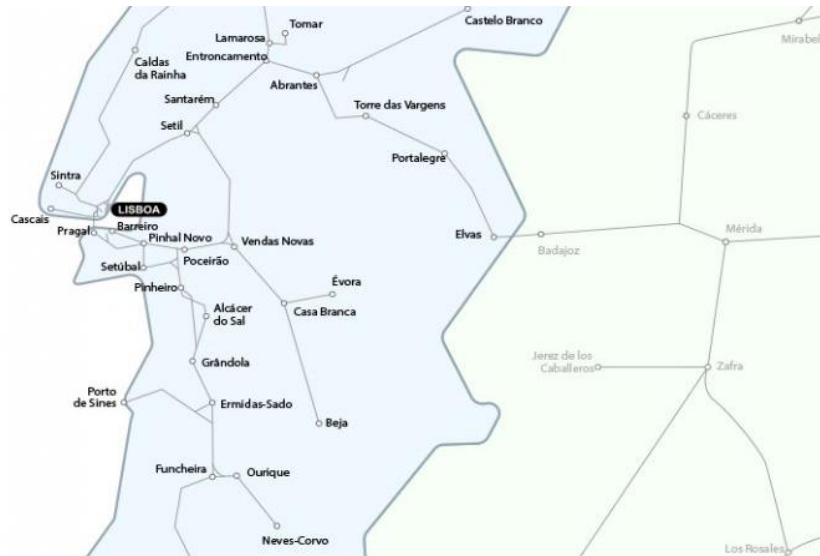 Tomar
Castelo Branco
Lamarosa
Mirabel
Entroncamento
Caldas
da Rainha
Abrantes
Santarém
Torre das Vargens
Cáceres
Setil
Portalegre
Sintra
LISBOA
Cascais
Barreiro
Pragal
Pinhal Novo
Vendas Novas
Elvas
Badajoz
Mérida
Setúbal
Poceirão
Pinheiro
Évora
Alcácer
do Sal
Casa Branca
Grândola
Jerez de los
Caballeros
Zafra
Porto
de Sines
Ermidas-Sado
Beja
Funcheira
Ourique
Neves-Corvo
Los Rosales